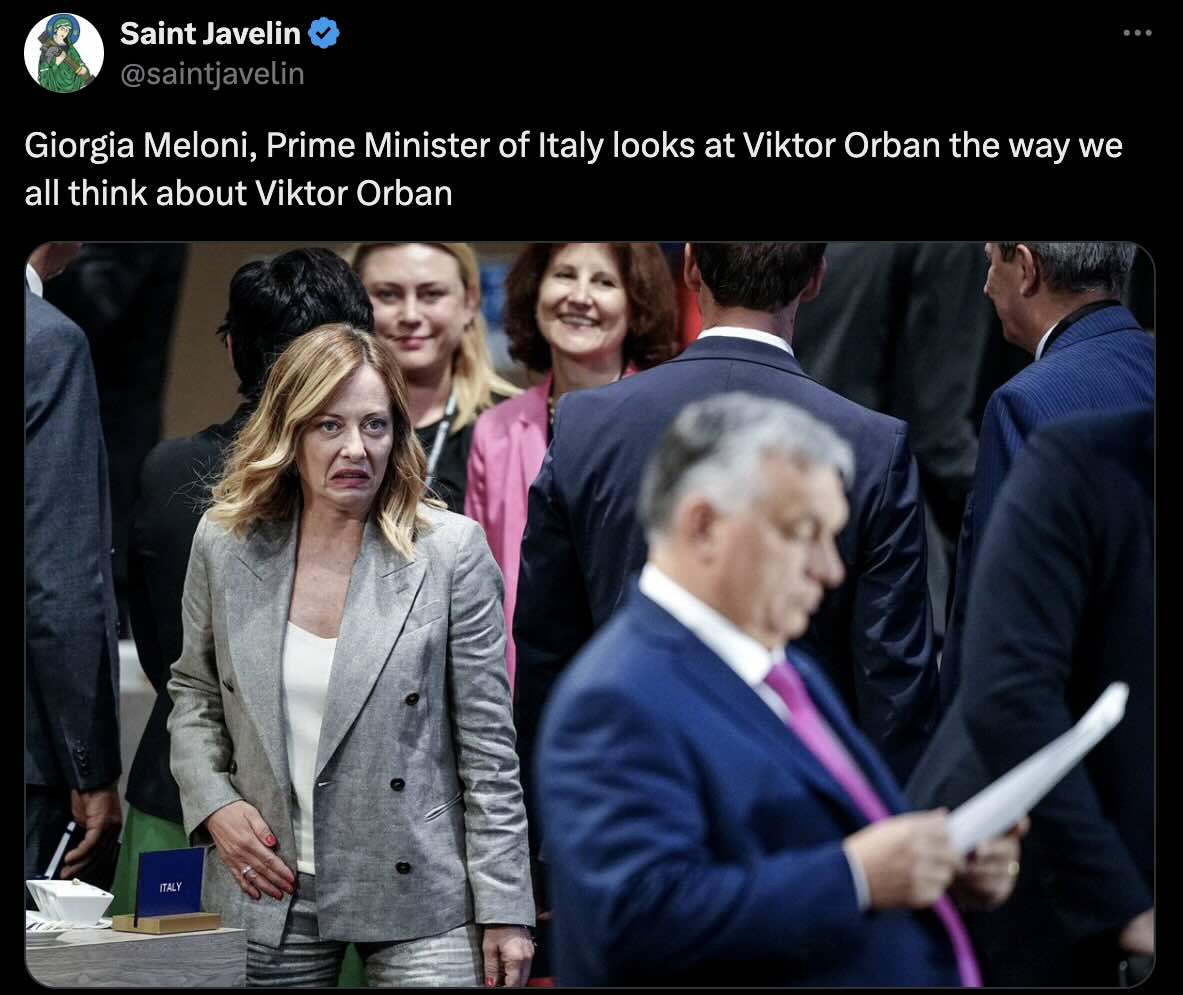 Saint Javelin
@saintjavelin
Giorgia Meloni, Prime Minister of Italy looks at Viktor Orban the way we
all think about Viktor Orban
ITALY